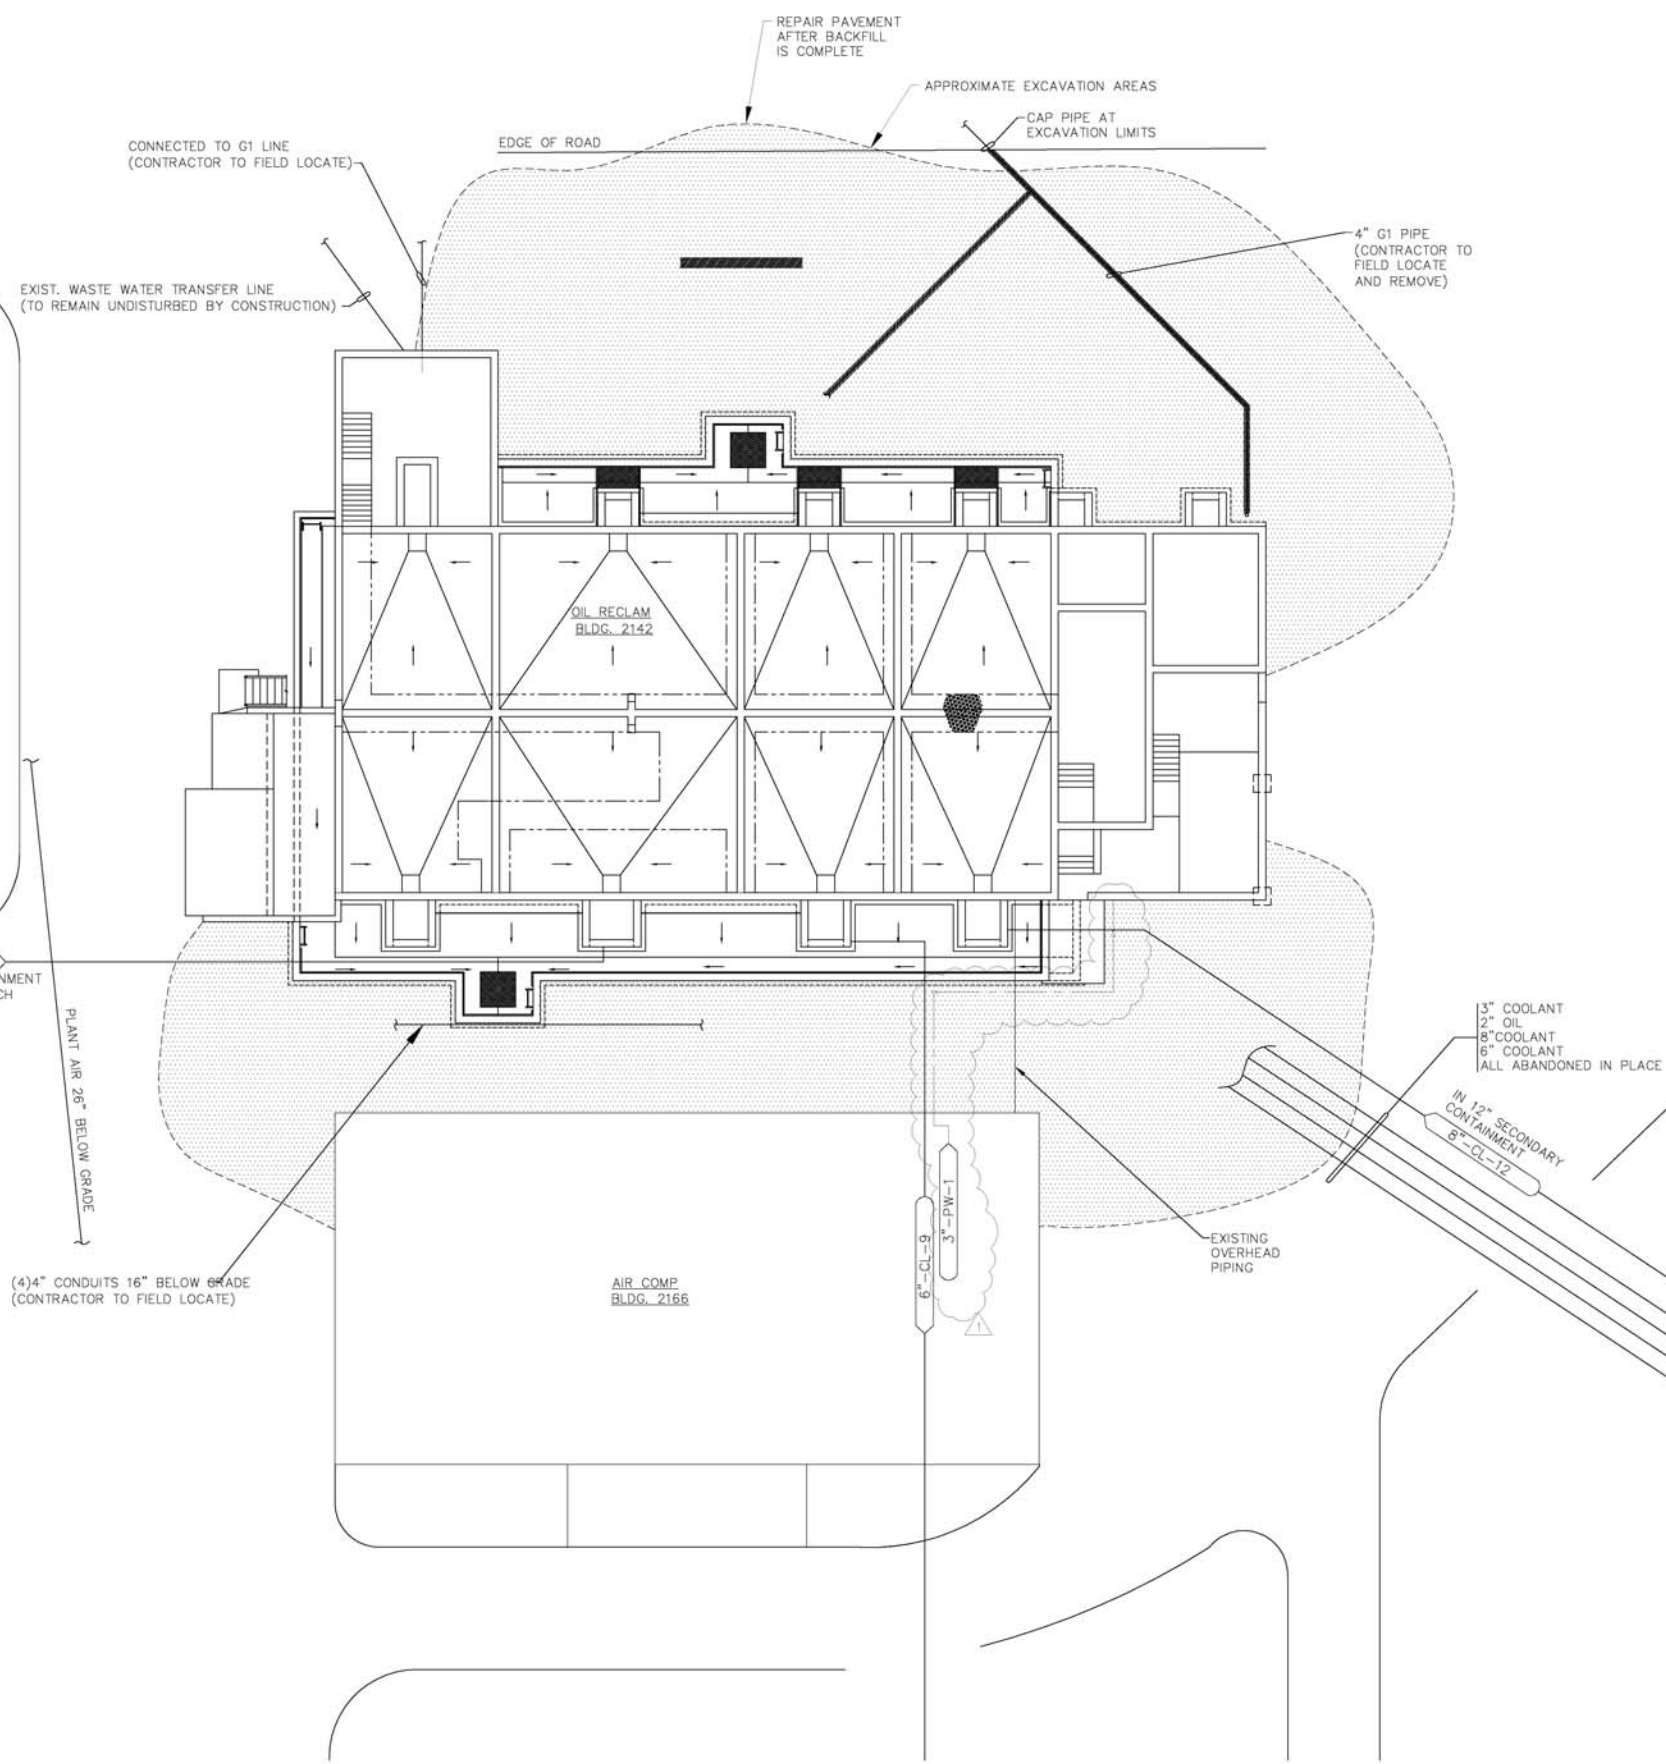 REPAIR PAVEMENT
AFTER BACKFILL
IS COMPLETE
APPROXIMATE EXCAVATION AREAS
CAP PIPE AT
EXCAVATION LIMITS
EDGE OF ROAD
CONNECTED TO G1 LINE
(CONTRACTOR TO FIELD LOCATE)
4" G1 PIPE
(CONTRACTOR TO
FIELD LOCATE
AND REMOVE)
EXIST. WASTE WATER TRANSFER LINE
(TO REMAIN UNDISTURBED BY CONSTRUCTION)
OIL RECLAM
BLDG. 2142
NMENT
CH
PLANT AIR 26" BELOW GRADE
3" COOLANT
2" OIL
8"COOLANT
6" COOLANT
ALL ABANDONED IN PLACE
IN 12" SECONDARY
CONTAINMENT
8"-CL-12
3"-PW-1
6"-CL-9
EXISTING
OVERHEAD
PIPING
(4)4" CONDUITS 16" BELOW GRADE
(CONTRACTOR TO FIELD LOCATE)
AIR COMP
BLDG. 2166
1